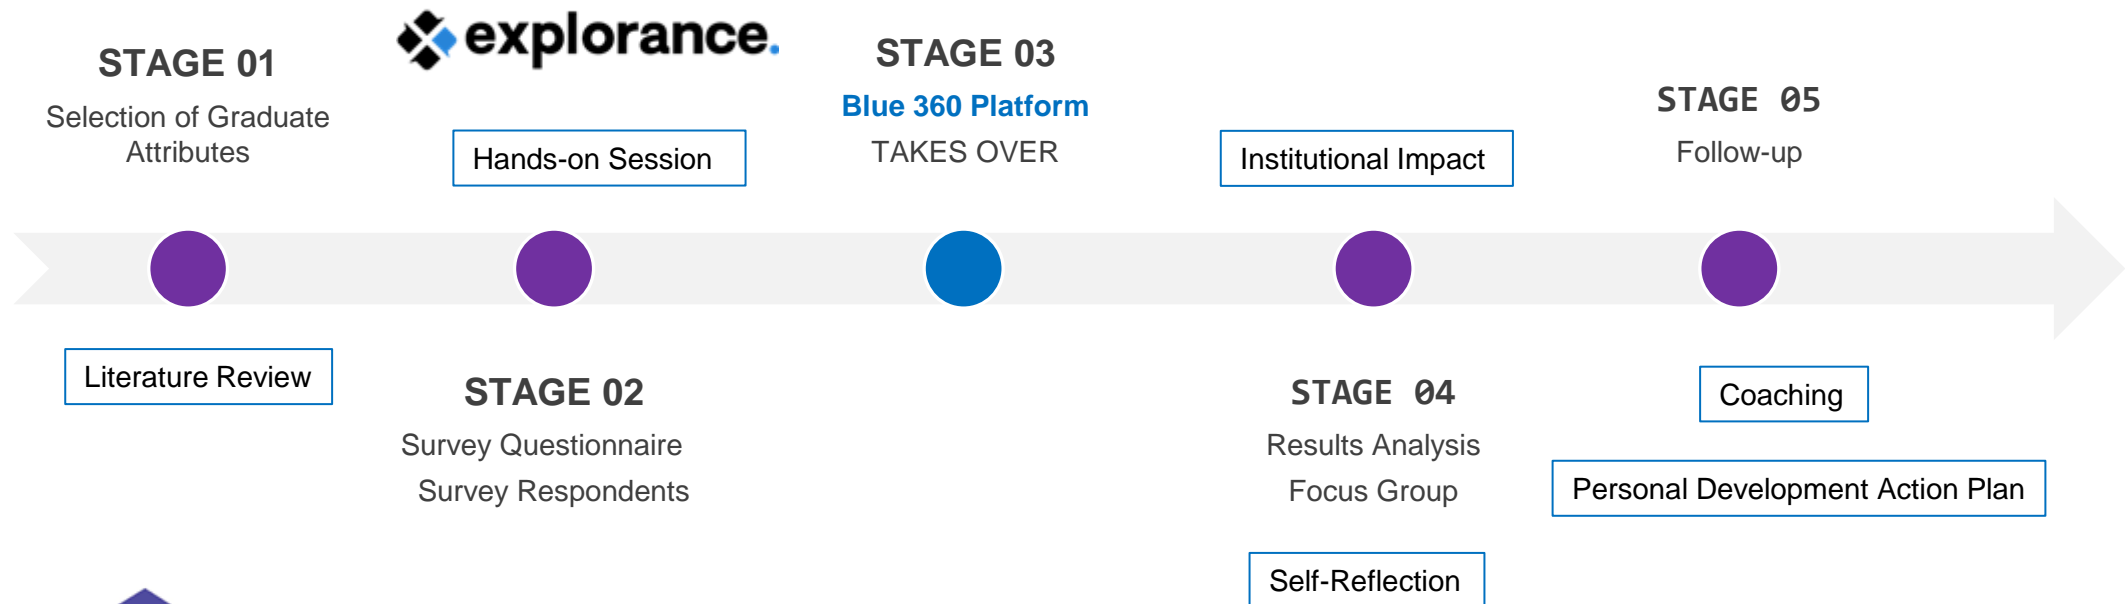 STAGE 01
Selection of Graduate
Attributes
Literature Review
explorance.
Hands-on Session
STAGE 02
Survey Questionnaire
Survey Respondents
STAGE 03
Blue 360 Platform
TAKES OVER
Institutional Impact
STAGE 04
Results Analysis
Focus Group
Self-Reflection
STAGE 05
Follow-up
Coaching
Personal Development Action Plan